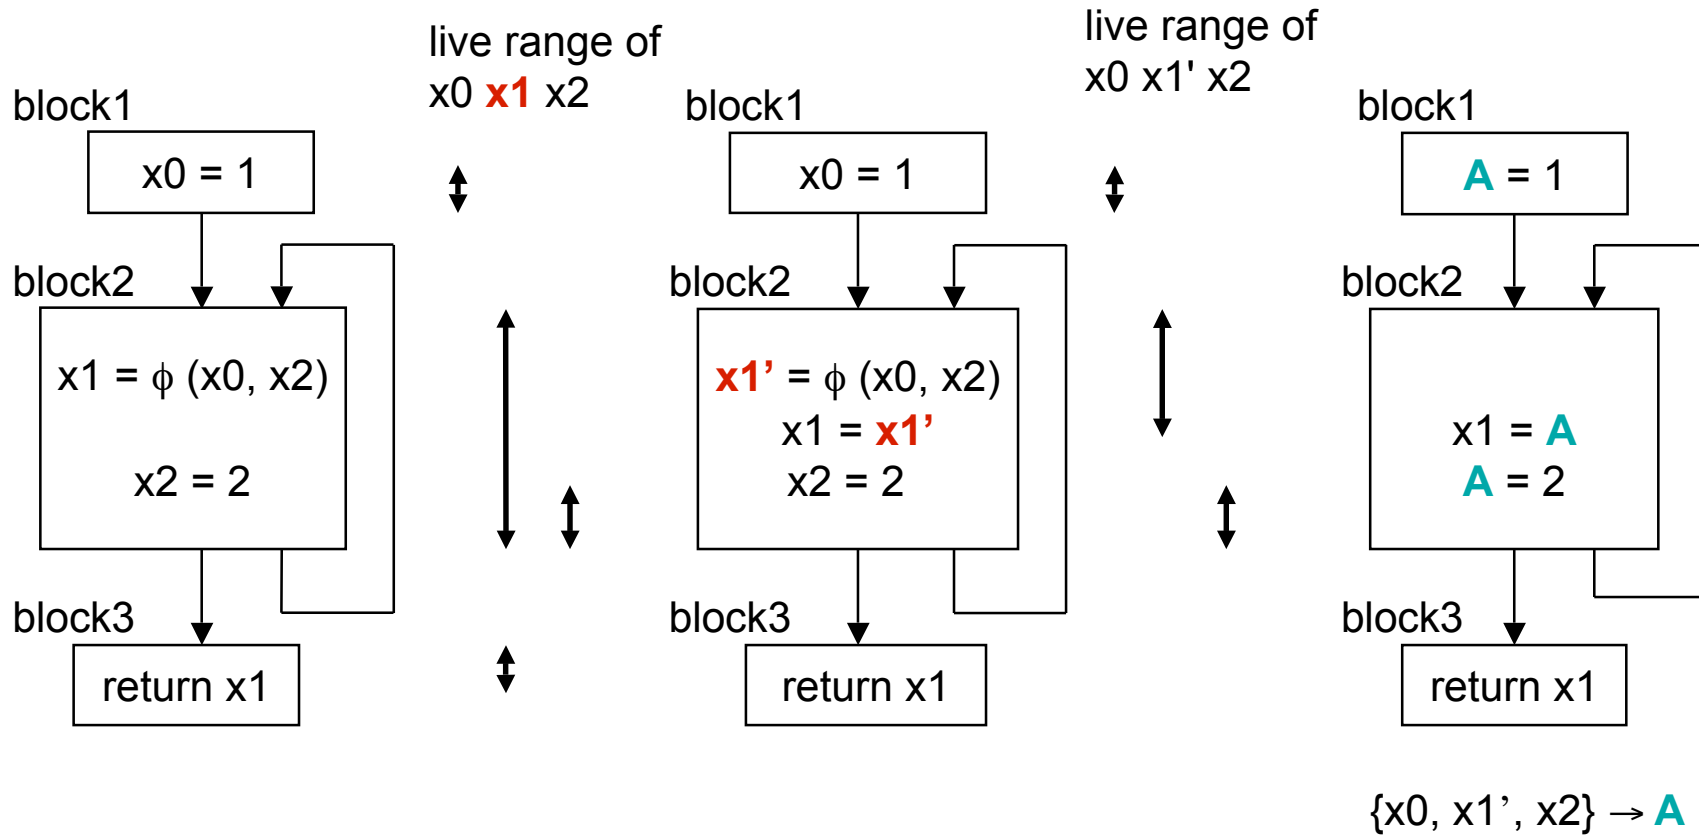 live range of
x0 x1 x2
block1
x0 = 1
block2
x1 = ϕ (x0, x2)
x2 = 2
block3
return x1
live range of
x0 x1' x2
block1
x0 = 1
block2
x1’ = ϕ (x0, x2)
x1 = x1’
x2 = 2
block3
return x1
block1
A = 1
block2
x1 = A
A = 2
block3
return x1
{x0, x1’, x2} → A